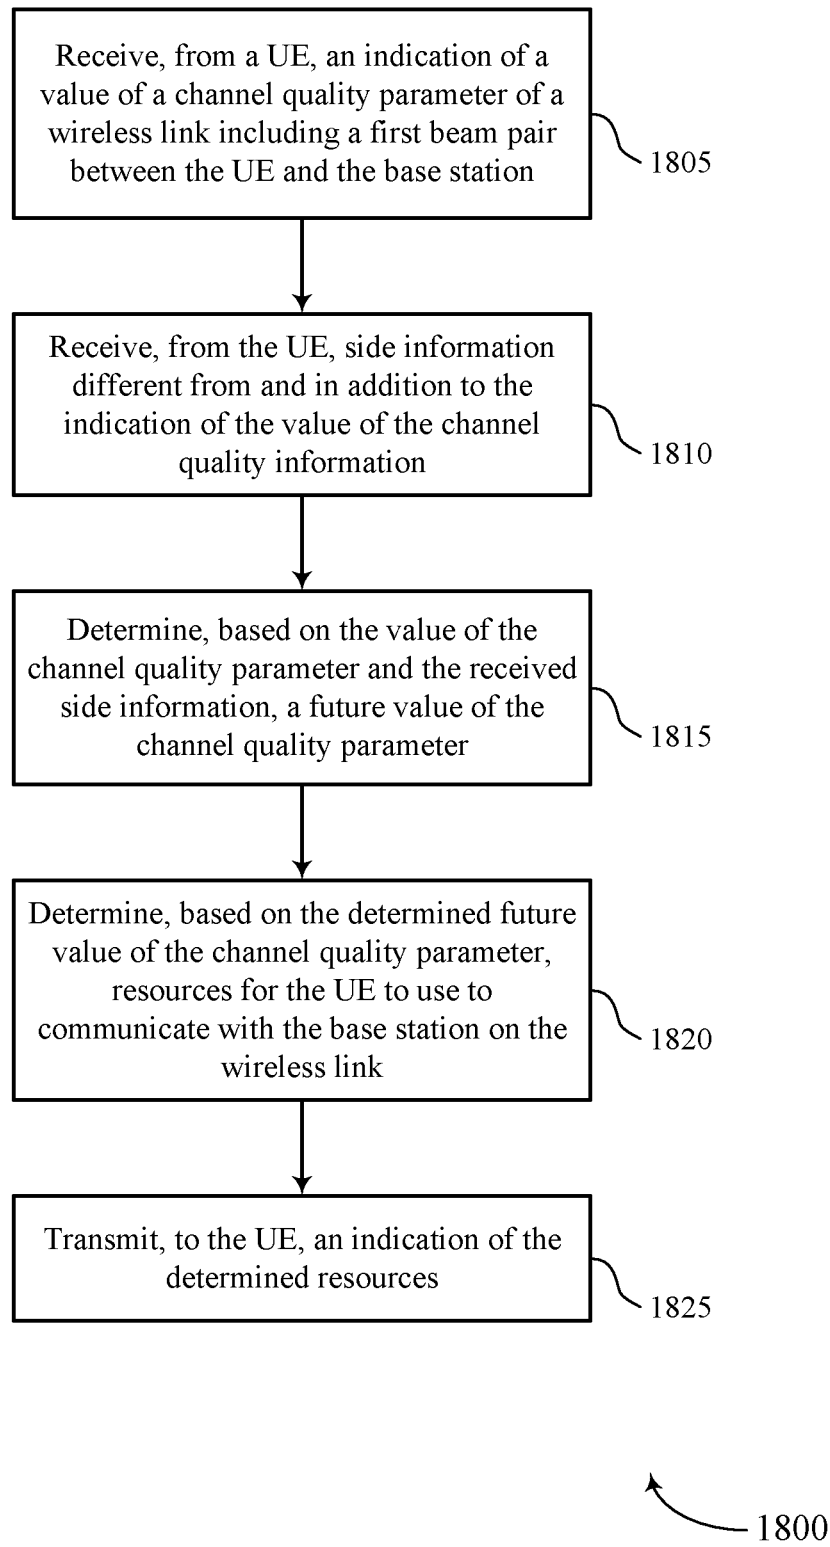 Receive, from a UE, an indication of a
value of a channel quality parameter of a
wireless link including a first beam pair
between the UE and the base station
1805
Receive, from the UE, side information
different from and in addition to the
indication of the value of the channel
quality information
1810
Determine, based on the value of the
channel quality parameter and the received
side information, a future value of the
channel quality parameter
1815
Determine, based on the determined future
value of the channel quality parameter,
resources for the UE to use to
communicate with the base station on the
wireless link
1820
Transmit, to the UE, an indication of the
determined resources
1825
1800